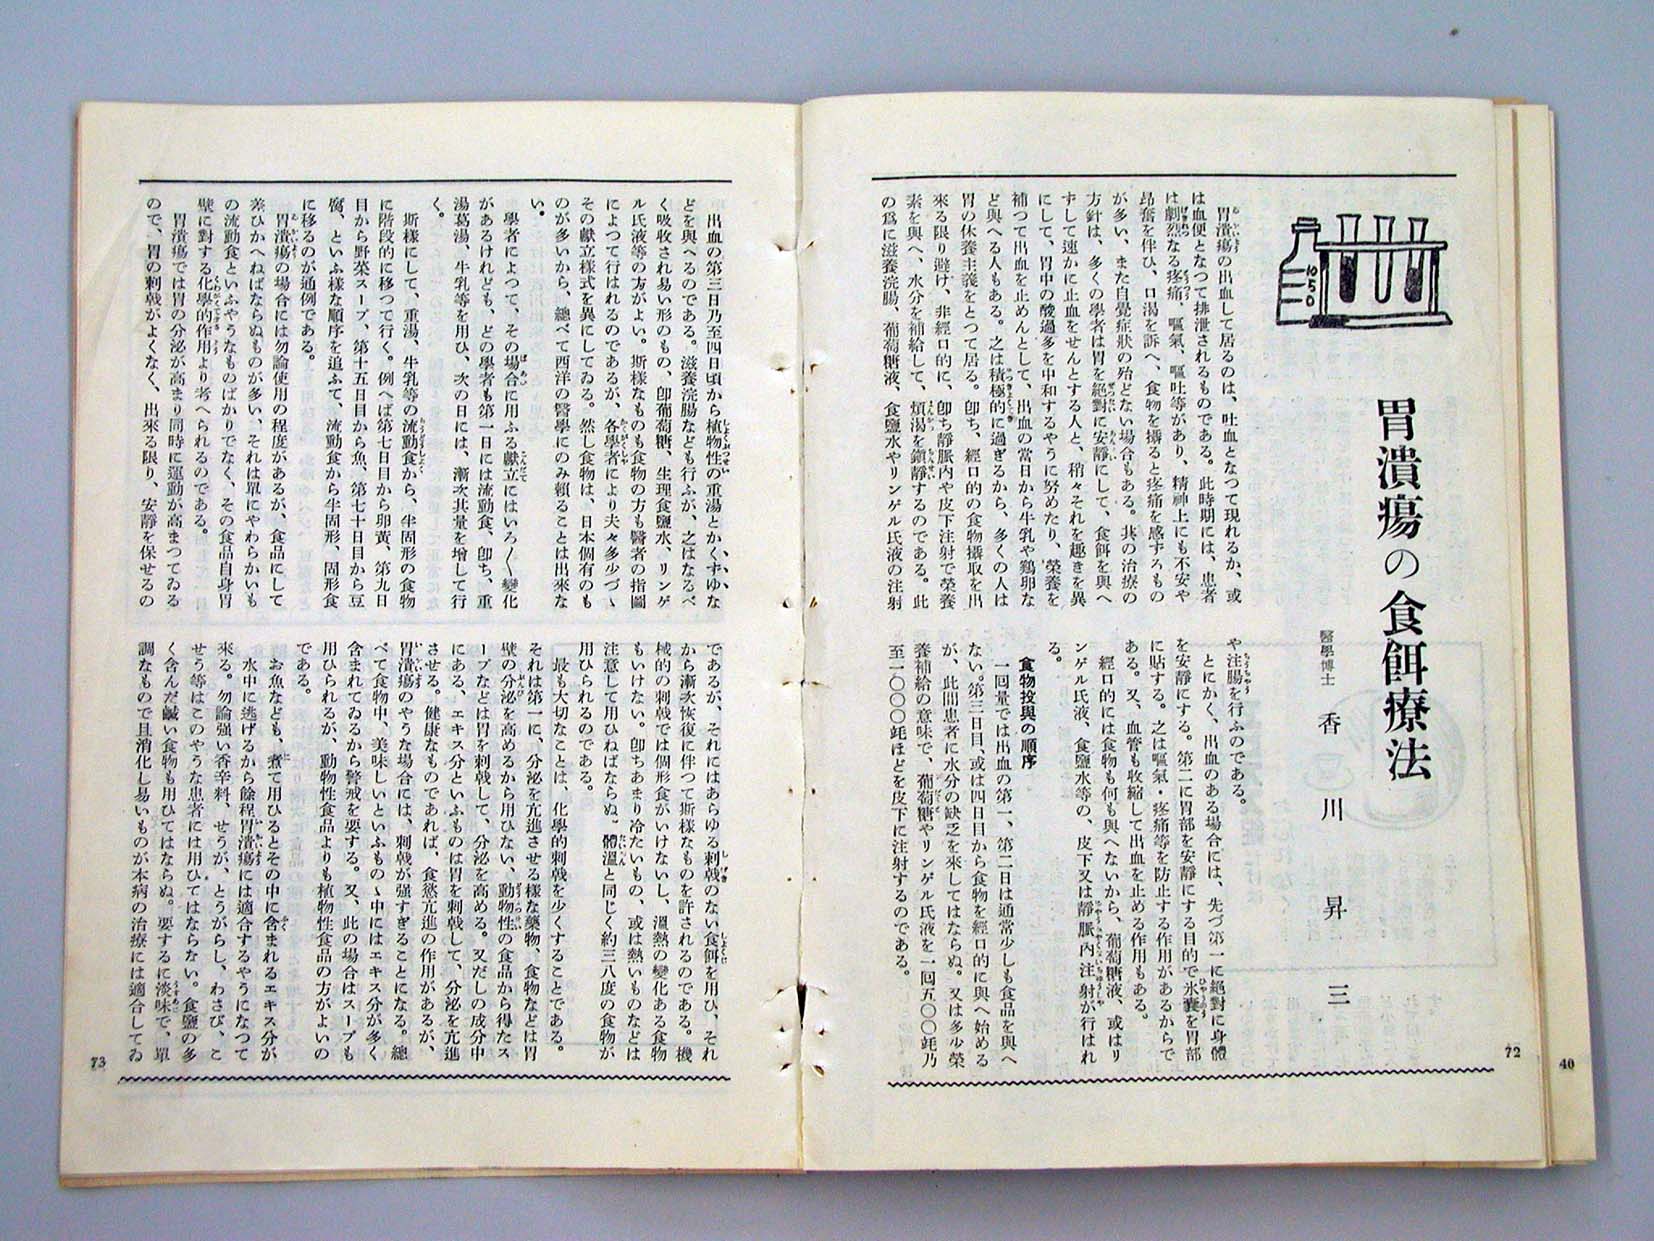 胃潰瘍の食餌療法
醫學博士 香川昇三
胃潰瘍の出血して居るのは、吐血となつて現れるか、或
は血便となつて排泄されるものである。此時期には、患者
は劇烈なる疼痛、嘔氣、嘔吐等があり、精神上にも不安や
昂奮を伴ひ、口渇を訴へ、食物を攝ると疼痛を感ずるもの
が多い、また自覺症狀の殆どない場合もある。其の治療の
方針は、多くの學者は胃を絕對に安靜にして、食餌を與へ
ずして速かに止血をせんとする人と、稍々それを趣きを異
にして、胃中の酸過多を中和するやうに努めたり、榮養を
補つて出血を止めんとして、出血の當日から牛乳や鷄卵な
ど與へる人もある。之は積極的に過ぎるから、多くの人は
胃の休養主義をとつて居る。卽ち、經口的の食物攝取を出
來る限り避け、非經口的に、卽ち靜脈內や皮下注射で榮養
素を與へ、水分を補給して、煩渇を鎭靜するのである。此
の爲に滋養浣腸、葡萄糖液、食鹽水やリンゲル氏液の注射
や注腸を行ふのである。
とにかく、出血のある場合には、先づ第一に絕對に身體
を安靜にする。第二に胃部を安靜にする目的で氷嚢を胃部
に貼する。之は嘔氣・疼痛等を防止する作用があるからで
ある。又、血管も收縮して出血を止める作用もある。
經口的には食物も何も與へないから、葡萄糖液、或はリ
ンゲル氏液、食鹽水等の、皮下又は靜脈內注射が行はれ
る。
食物投與の順序
一回量では出血の第一、第二日は通常少しも食品を與へ
ない。第三日目、或は四日目から食物を經口的に與へ始める
が、此間患者に水分の缺乏を來してはならぬ。又は多少榮
養補給の意味で、葡萄糖やリンゲル氏液を一回五〇〇竓乃
至一〇〇〇竓ほどを皮下に注射するのである。
72
40
出血の第三日乃至四日頃から植物性の重湯とかくずゆな
どを與へるのである。滋養浣腸なども行ふが、之はなるべ
く吸收され易い形のもの、卽葡萄糖、生理食鹽水、リンゲ
ル氏液等の方がよい。斯樣なものも食物の方も醫者の指圖
によつて行はれるのであるが、各學者により夫々多少づゝ
その獻立樣式を異にしてゐる。然し食物は、日本個有のも
のが多いから、總べて西洋の醫學にのみ賴ることは出來な
い。
學者によつて、その場合に用ふる獻立にはいろ〱變化
があるけれども、どの學者も第一日には流動食、卽ち、重
湯葛湯、牛乳等を用ひ、次の日には、漸次其量を增して行
く。
斯樣にして、重湯、牛乳等の流動食から、半固形の食物
に階段的に移つて行く。例へば第七日目から卵黃、第九日
目から野菜スープ、第十五日目から魚、第七十日目から豆
腐、といふ樣な順序を追ふて、流動食から半固形、固形食
に移るのが通例である。
胃潰瘍の場合には勿論使用の程度があるが、食品にして
差ひかへねばならぬものが多い、それは單にやわらかいも
の流動食といふやうなものばかりでなく、その食品自身胃
壁に對する化學的作用より考へられるのである。
胃潰瘍では胃の分泌が高まり同時に運動が高まつてゐる
ので、胃の刺戟がよくなく、出來る限り、安靜を保せるの
であるが、それにはあらゆる刺戟のない食餌を用ひ、それ
から漸次恢復に伴つて斯樣なものを許されるのである。機
械的の刺戟では個形食がいけないし、溫熱の變化ある食物
もいけない。卽ちあまり冷たいもの、或は熱いものなどは
注意して用ひねばならぬ。體溫と同じく約三八度の食物が
用ひられるのである。
最も大切なことは、化學的刺戟を少くすることである。
それは第一に、分泌を亢進させる樣な藥物、食物などは胃
壁の分泌を高めるから用ひない、動物性の食品から得たス
ープなどは胃を刺戟して、分泌を高める。又だしの成分中
にある、エキス分といふものは胃を刺戟して、分泌を亢進
させる。健康なものであれば、食慾亢進の作用があるが、
胃潰瘍のやうな場合には、刺戟が强すぎることになる。總
べて食物中、美味しいといふものゝ中にはエキス分が多く
含まれてゐるから警戒を要する。又、此の場合はスープも
用ひられるが、動物性食品よりも植物性食品の方がよいの
である。
お魚なども、煮て用ひるとその中に含まれるエキス分が
水中に逃げるから餘程胃潰瘍には適合するやうになつて
來る。勿論强い香辛料、せうが、とうがらし、わさび、こ
せう等はこのやうな患者には用ひてはならない。食鹽の多
く含んだ鹹い食物も用ひてはならぬ。要するに淡味で、單
調なもので且消化し易いものが本病の治療には適合してゐ
73
10
5
0